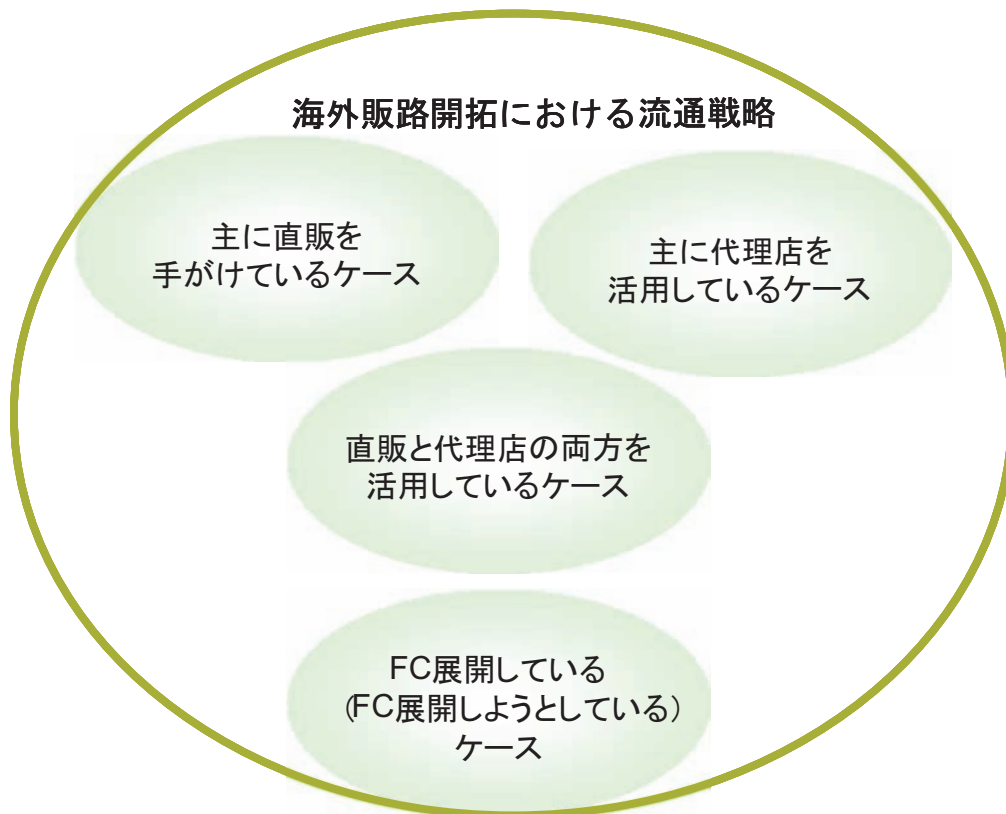 海外販路開拓における流通戦略
主に直販を
手がけているケース
主に代理店を
活用しているケース
直販と代理店の両方を
活用しているケース
FC展開している
（FC展開しようとしている）
ケース